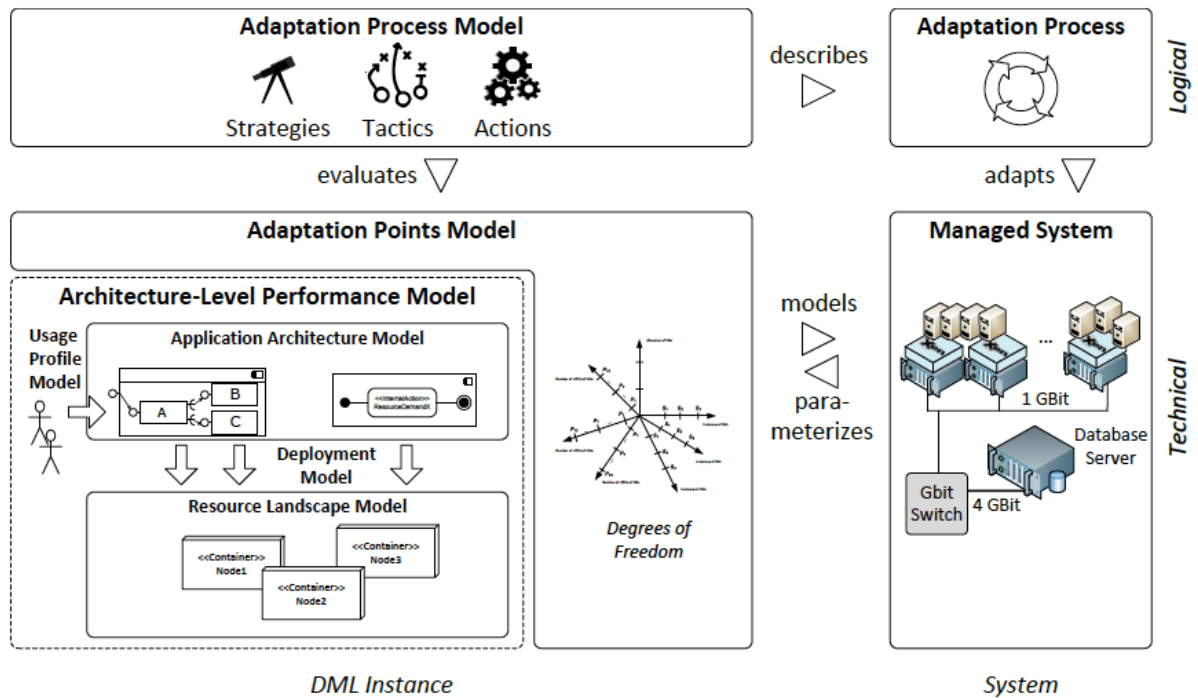 Adaptation Process Model
Strategies
Tactics
Actions
describes
Adaptation Process
Logical
evaluates
adapts
Adaptation Points Model
Architecture-Level Performance Model
Usage
Profile
Model
Application Architecture Model
A
B
C
<<InternalAction>>
ResourceDemandX
Deployment
Model
Resource Landscape Model
<<Container>>
Node1
<<Container>>
Node2
<<Container>>
Node3
Degrees of
Freedom
models
para-
meterizes
Managed System
...
1 GBit
Database
Server
Gbit
Switch
4 GBit
Technical
DML Instance
System